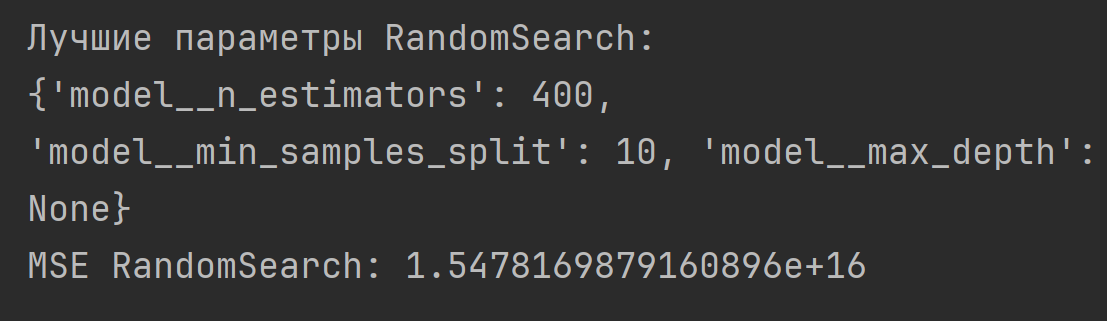 Лучшие параметры RandomSearch:
{'model__n_estimators': 400,
'model__min_samples_split': 10, 'model__max_depth':
None}
MSE RandomSearch: 1.5478169879160896e+16